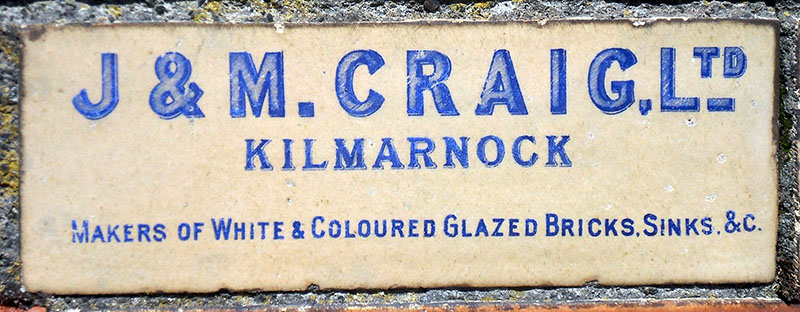 J & M. CRAIG, LTD
KILMARNOCK
MAKERS OF WHITE & COLOURED GLAZED BRICKS, SINKS, &C.